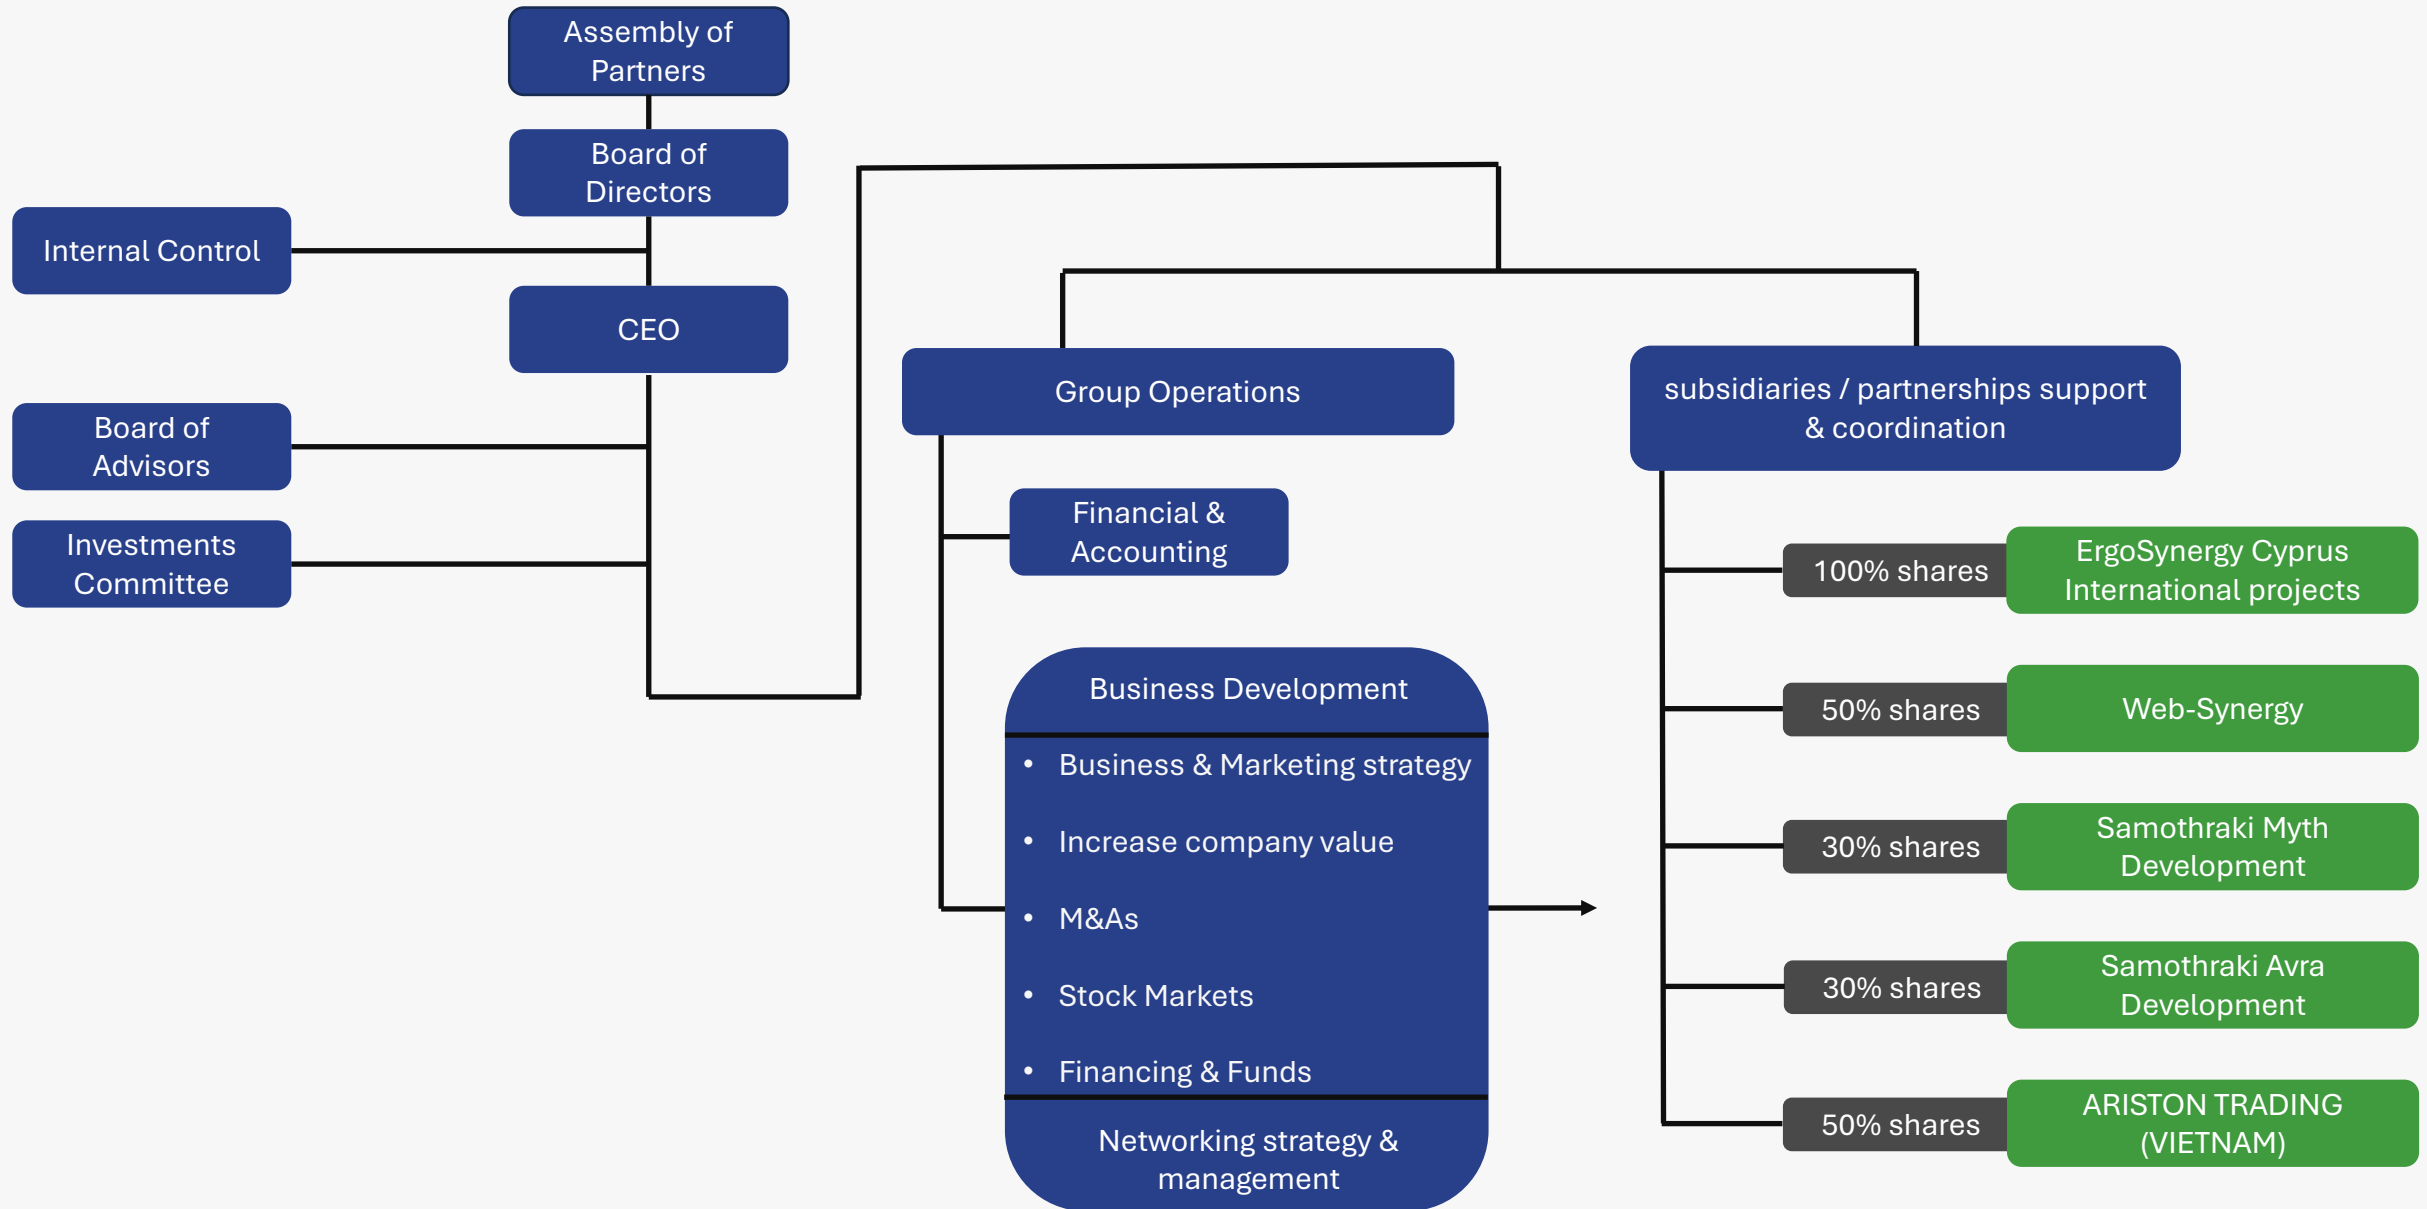 Assembly of
Partners
Board of
Directors
Internal Control
CEO
Board of
Advisors
Investments
Committee
Group Operations
Financial &
Accounting
Business Development
• Business & Marketing strategy
• Increase company value
• M&As
• Stock Markets
• Financing & Funds
Networking strategy &
management
subsidiaries / partnerships support
& coordination
100% shares
ErgoSynergy Cyprus
International projects
50% shares
Web-Synergy
30% shares
Samothraki Myth
Development
30% shares
Samothraki Avra
Development
50% shares
ARISTON TRADING
(VIETNAM)